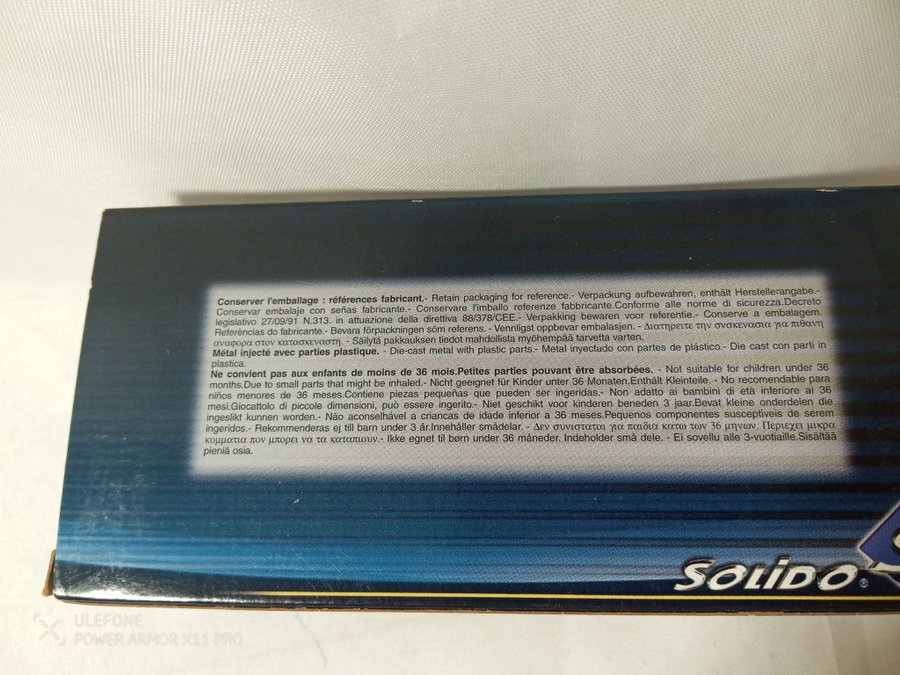 Conserver l'emballage : références fabricant.- Retain packaging for reference.- Verpackung aufbewahren, enthält Herstellerangabe.-
Conservar embalaje con señas fabricante.- Conservare l'imballo referenze fabbricante.Conforme alle norme di sicurezza.Decreto
legislativo 27/09/91 N.313. in attuazione della direttiva 88/378/CEE.- Verpakking bewaren voor referentie.- Conserve a embalagem.
Referências do fabricante.- Bevara förpackningen söm referens. - Vennligst oppbevar embalasjen. - Διατηρειτε την συσκευασια για πιθανη
αναφορα στον κατασκευαστη. - Säilytä pakkauksen tiedot mahdollista myöhempää tarvetta varten.
Métal injecté avec parties plastique. - Die-cast metal with plastic parts.- Metal inyectado con partes de plástico.- Die cast con parti in
plastica.
Ne convient pas aux enfants de moins de 36 mois.Petites parties pouvant être absorbées. - Not suitable for children under 36
months.Due to small parts that might be inhaled.- Nicht geeignet für Kinder unter 36 Monaten.Enthält Kleinteile.- No recomendable para
niños menores de 36 meses.Contiene piezas pequeñas que pueden ser ingeridas.- Non adatto ai bambini di età inferiore ai 36
mesi.Giocattolo di piccole dimensioni, può essere ingerito.- Niet geschikt voor kinderen beneden 3 jaar.Bevat kleine onderdelen die
ingeslikt kunnen worden.- Não aconselhável a criancas de idade inferior a 36 meses.Pequenos componentes susceptiveis de serem
ingeridos.- Rekommenderas ej till barn under 3 år.Innehåller smådelar. - Δεν συνισταται για παιδια κατω των 36 μηνων. Περιεχει μικρα
κομματια που μπορει να τα καταπιουν.- Ikke egnet til børn under 36 måneder. Indeholder små dele. - Ei sovellu alle 3-vuotiaille.Sisältää
pieniä osia.
SOLIDO®
ULEFONE
POWER ARMOR X12 PRO